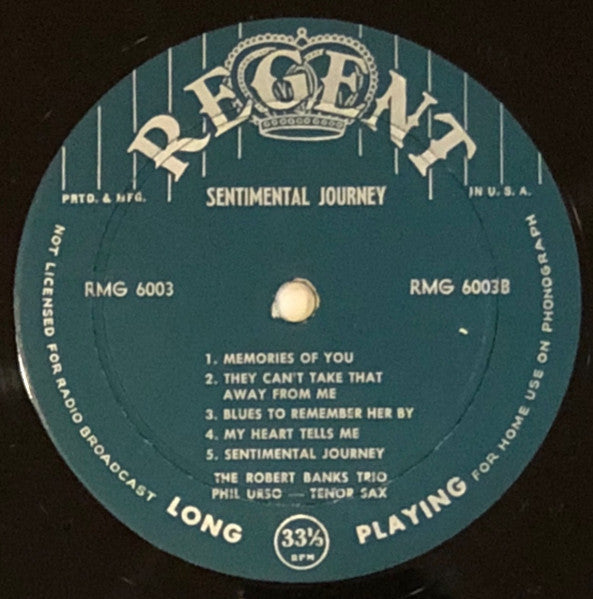 REGENT
PRTD. & MFG.
IN U. S. A.
SENTIMENTAL JOURNEY
RMG 6003
RMG 6003B
1. MEMORIES OF YOU
2. THEY CAN'T TAKE THAT
AWAY FROM ME
3. BLUES TO REMEMBER HER BY
4. MY HEART TELLS ME
5. SENTIMENTAL JOURNEY
THE ROBERT BANKS TRIO
PHIL URSO — TENOR SAX
NOT LICENSED FOR RADIO BROADCAST
LONG PLAYING
FOR HOME USE ON PHONOGRAPH
33⅓
RPM